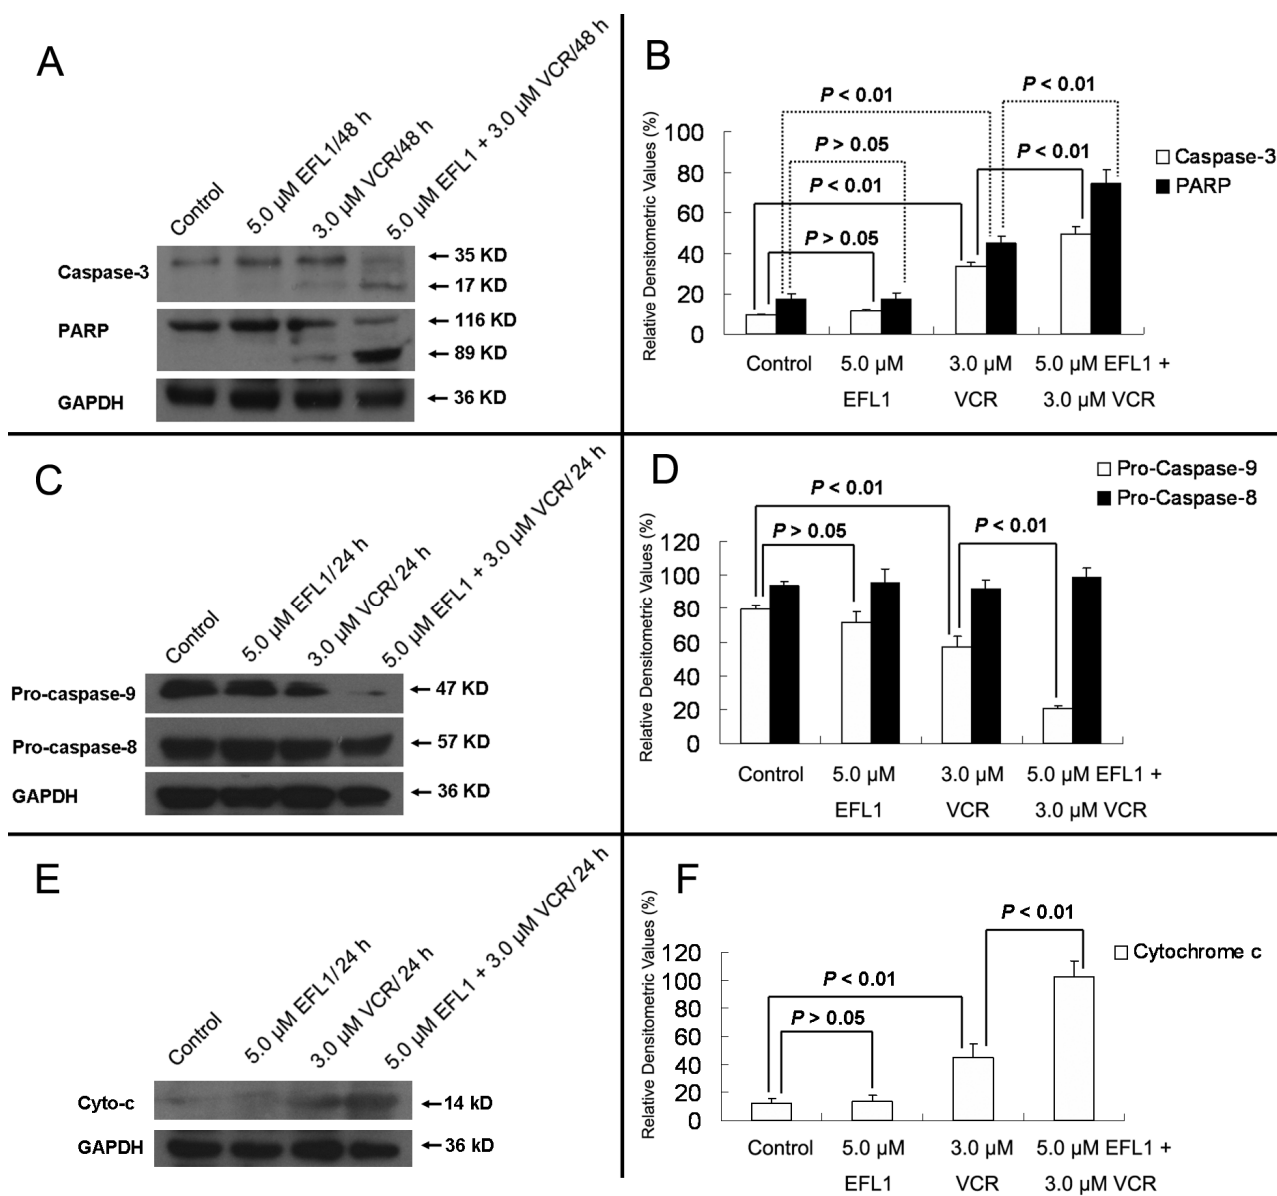 A
Control
5.0 µM EFL1/48 h
3.0 µM VCR/48 h
5.0 µM EFL1 + 3.0 µM VCR/48 h
Caspase-3
35 KD
17 KD
PARP
116 KD
89 KD
GAPDH
36 KD
B
P < 0.01
P < 0.01
P > 0.05
P < 0.01
P < 0.01
P > 0.05
Relative Densitometric Values (%)
100
80
60
40
20
0
Caspase-3
PARP
Control
5.0 µM
EFL1
3.0 µM
VCR
5.0 µM EFL1 +
3.0 µM VCR
C
Control
5.0 µM EFL1/24 h
3.0 µM VCR/ 24 h
5.0 µM EFL1 + 3.0 µM VCR/ 24 h
Pro-caspase-9
47 KD
Pro-caspase-8
57 KD
GAPDH
36 KD
D
Pro-Caspase-9
Pro-Caspase-8
P < 0.01
P > 0.05
P < 0.01
Relative Densitometric Values (%)
120
100
80
60
40
20
0
Control
5.0 µM
EFL1
3.0 µM
VCR
5.0 µM EFL1 +
3.0 µM VCR
E
Control
5.0 µM EFL1/24 h
3.0 µM VCR/ 24 h
5.0 µM EFL1 + 3.0 µM VCR/ 24 h
Cyto-c
14 kD
GAPDH
36 kD
F
P < 0.01
P < 0.01
P > 0.05
Relative Densitometric Values (%)
120
100
80
60
40
20
0
Cytochrome c
Control
5.0 µM
EFL1
3.0 µM
VCR
5.0 µM EFL1 +
3.0 µM VCR